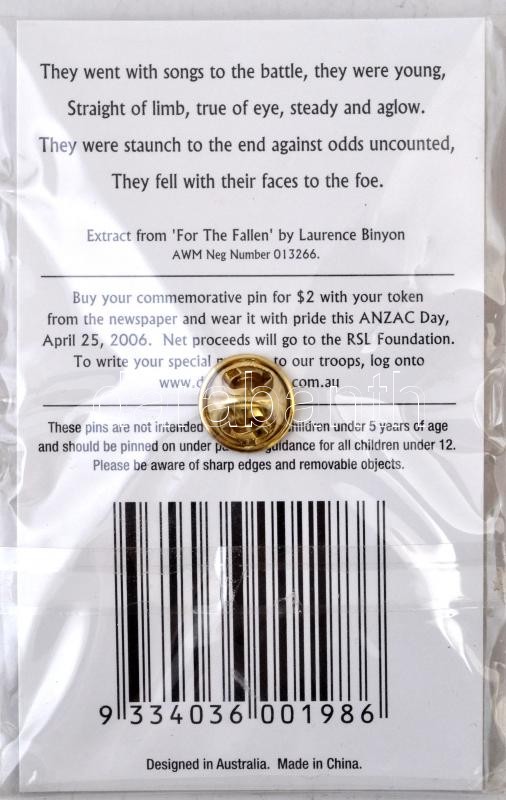 They went with songs to the battle, they were young,
Straight of limb, true of eye, steady and aglow.
They were staunch to the end against odds uncounted,
They fell with their faces to the foe.
Extract from 'For The Fallen' by Laurence Binyon
AWM Neg Number 013266.
Buy your commemorative pin for $2 with your token
from the newspaper and wear it with pride this ANZAC Day,
April 25, 2006. Net proceeds will go to the RSL Foundation.
To write your special to our troops, log onto
www.d com.au
These pins are not intended children under 5 years of age
and should be pinned on under guidance for all children under 12.
Please be aware of sharp edges and removable objects.
9 334036 001986
Designed in Australia. Made in China.